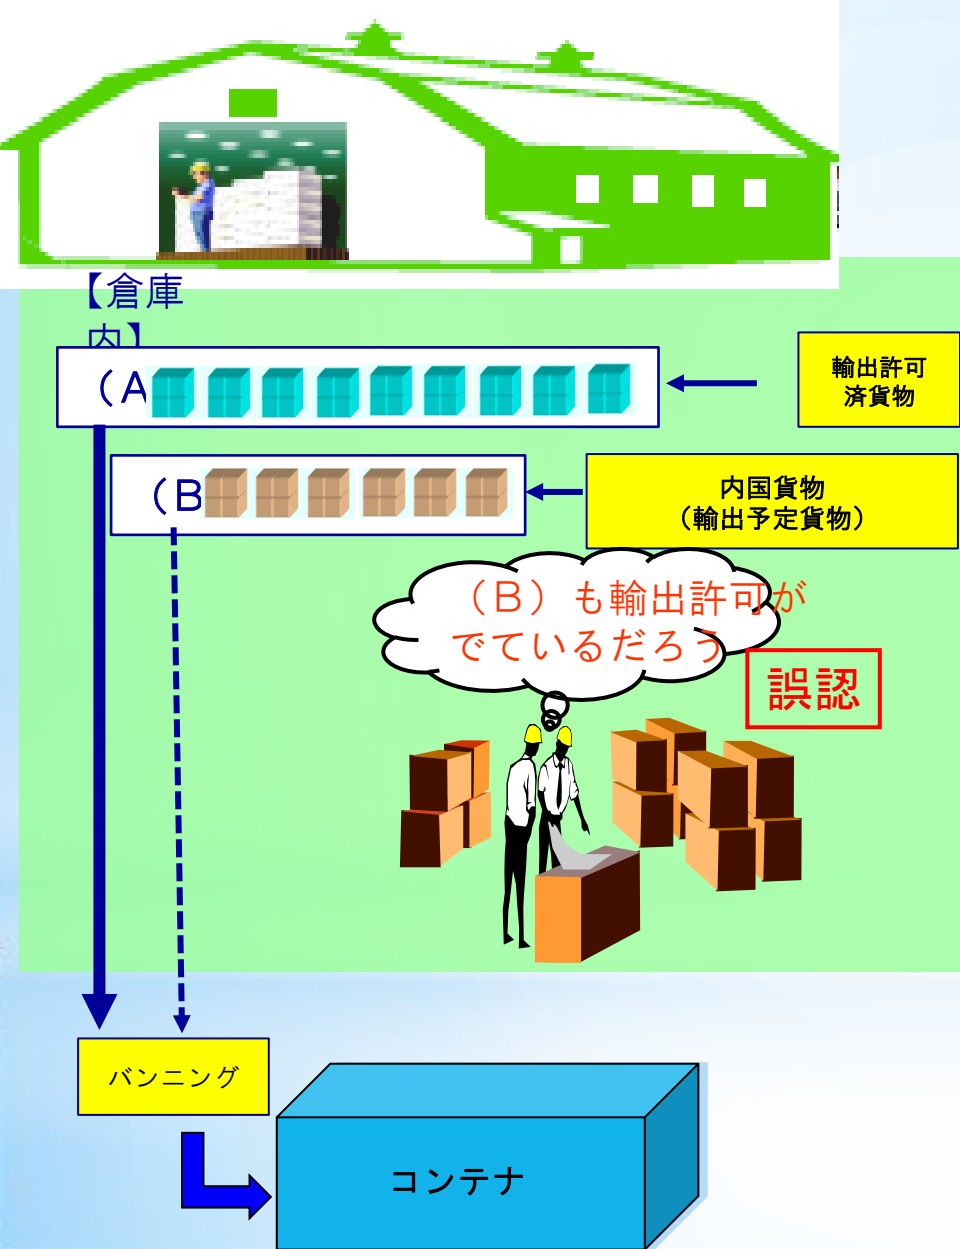 【倉庫
内】
（A
輸出許可
済貨物
（B
内国貨物
（輸出予定貨物）
（B）も輸出許可が
でているだろう
誤認
バンニング
コンテナ